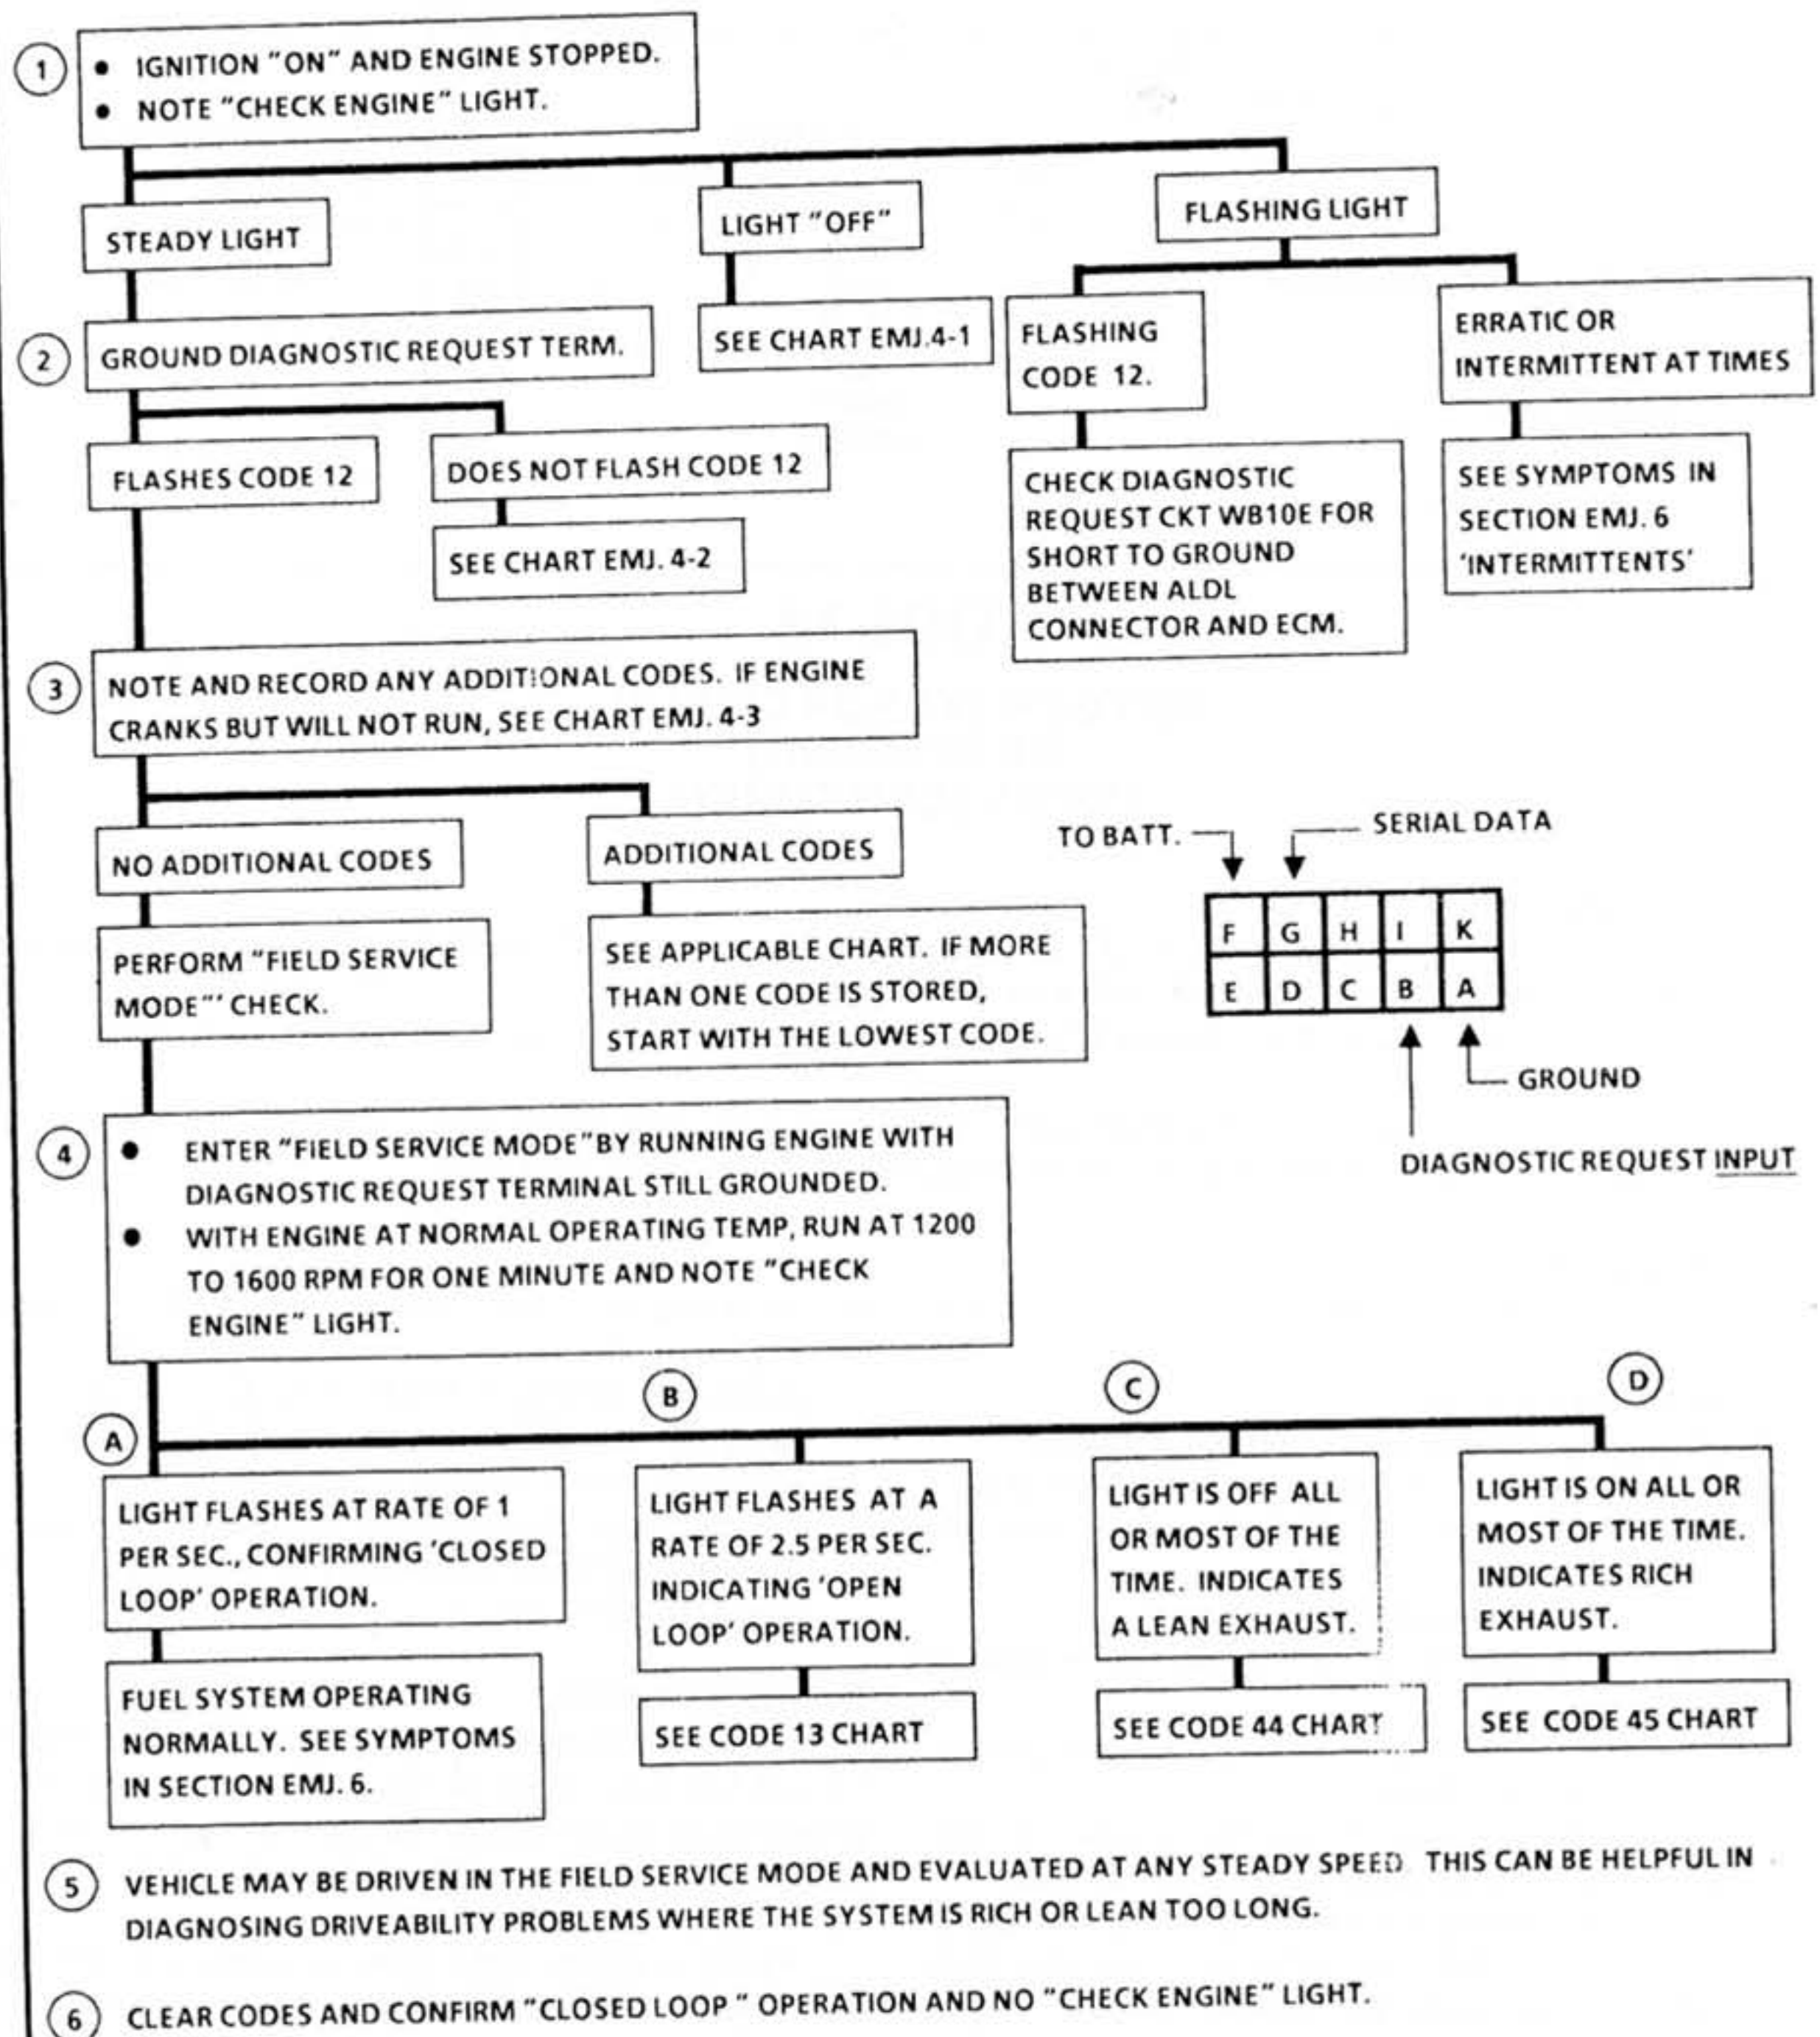 1
● IGNITION "ON" AND ENGINE STOPPED.
● NOTE "CHECK ENGINE" LIGHT.
STEADY LIGHT
LIGHT "OFF"
FLASHING LIGHT
2
GROUND DIAGNOSTIC REQUEST TERM.
SEE CHART EMJ.4-1
FLASHING
CODE 12.
ERRATIC OR
INTERMITTENT AT TIMES
FLASHES CODE 12
DOES NOT FLASH CODE 12
SEE CHART EMJ. 4-2
CHECK DIAGNOSTIC
REQUEST CKT W810E FOR
SHORT TO GROUND
BETWEEN ALDL
CONNECTOR AND ECM.
SEE SYMPTOMS IN
SECTION EMJ. 6
'INTERMITTENTS'
3
NOTE AND RECORD ANY ADDITIONAL CODES. IF ENGINE
CRANKS BUT WILL NOT RUN, SEE CHART EMJ. 4-3
NO ADDITIONAL CODES
ADDITIONAL CODES
PERFORM "FIELD SERVICE
MODE"' CHECK.
SEE APPLICABLE CHART. IF MORE
THAN ONE CODE IS STORED,
START WITH THE LOWEST CODE.
TO BATT.
SERIAL DATA
F G H I K
E D C B A
GROUND
DIAGNOSTIC REQUEST INPUT
4
● ENTER "FIELD SERVICE MODE"BY RUNNING ENGINE WITH
DIAGNOSTIC REQUEST TERMINAL STILL GROUNDED.
● WITH ENGINE AT NORMAL OPERATING TEMP, RUN AT 1200
TO 1600 RPM FOR ONE MINUTE AND NOTE "CHECK
ENGINE" LIGHT.
A
B
C
D
LIGHT FLASHES AT RATE OF 1
PER SEC., CONFIRMING 'CLOSED
LOOP' OPERATION.
LIGHT FLASHES AT A
RATE OF 2.5 PER SEC.
INDICATING 'OPEN
LOOP' OPERATION.
LIGHT IS OFF ALL
OR MOST OF THE
TIME. INDICATES
A LEAN EXHAUST.
LIGHT IS ON ALL OR
MOST OF THE TIME.
INDICATES RICH
EXHAUST.
FUEL SYSTEM OPERATING
NORMALLY. SEE SYMPTOMS
IN SECTION EMJ. 6.
SEE CODE 13 CHART
SEE CODE 44 CHART
SEE CODE 45 CHART
5
VEHICLE MAY BE DRIVEN IN THE FIELD SERVICE MODE AND EVALUATED AT ANY STEADY SPEED. THIS CAN BE HELPFUL IN
DIAGNOSING DRIVEABILITY PROBLEMS WHERE THE SYSTEM IS RICH OR LEAN TOO LONG.
6
CLEAR CODES AND CONFIRM "CLOSED LOOP " OPERATION AND NO "CHECK ENGINE" LIGHT.